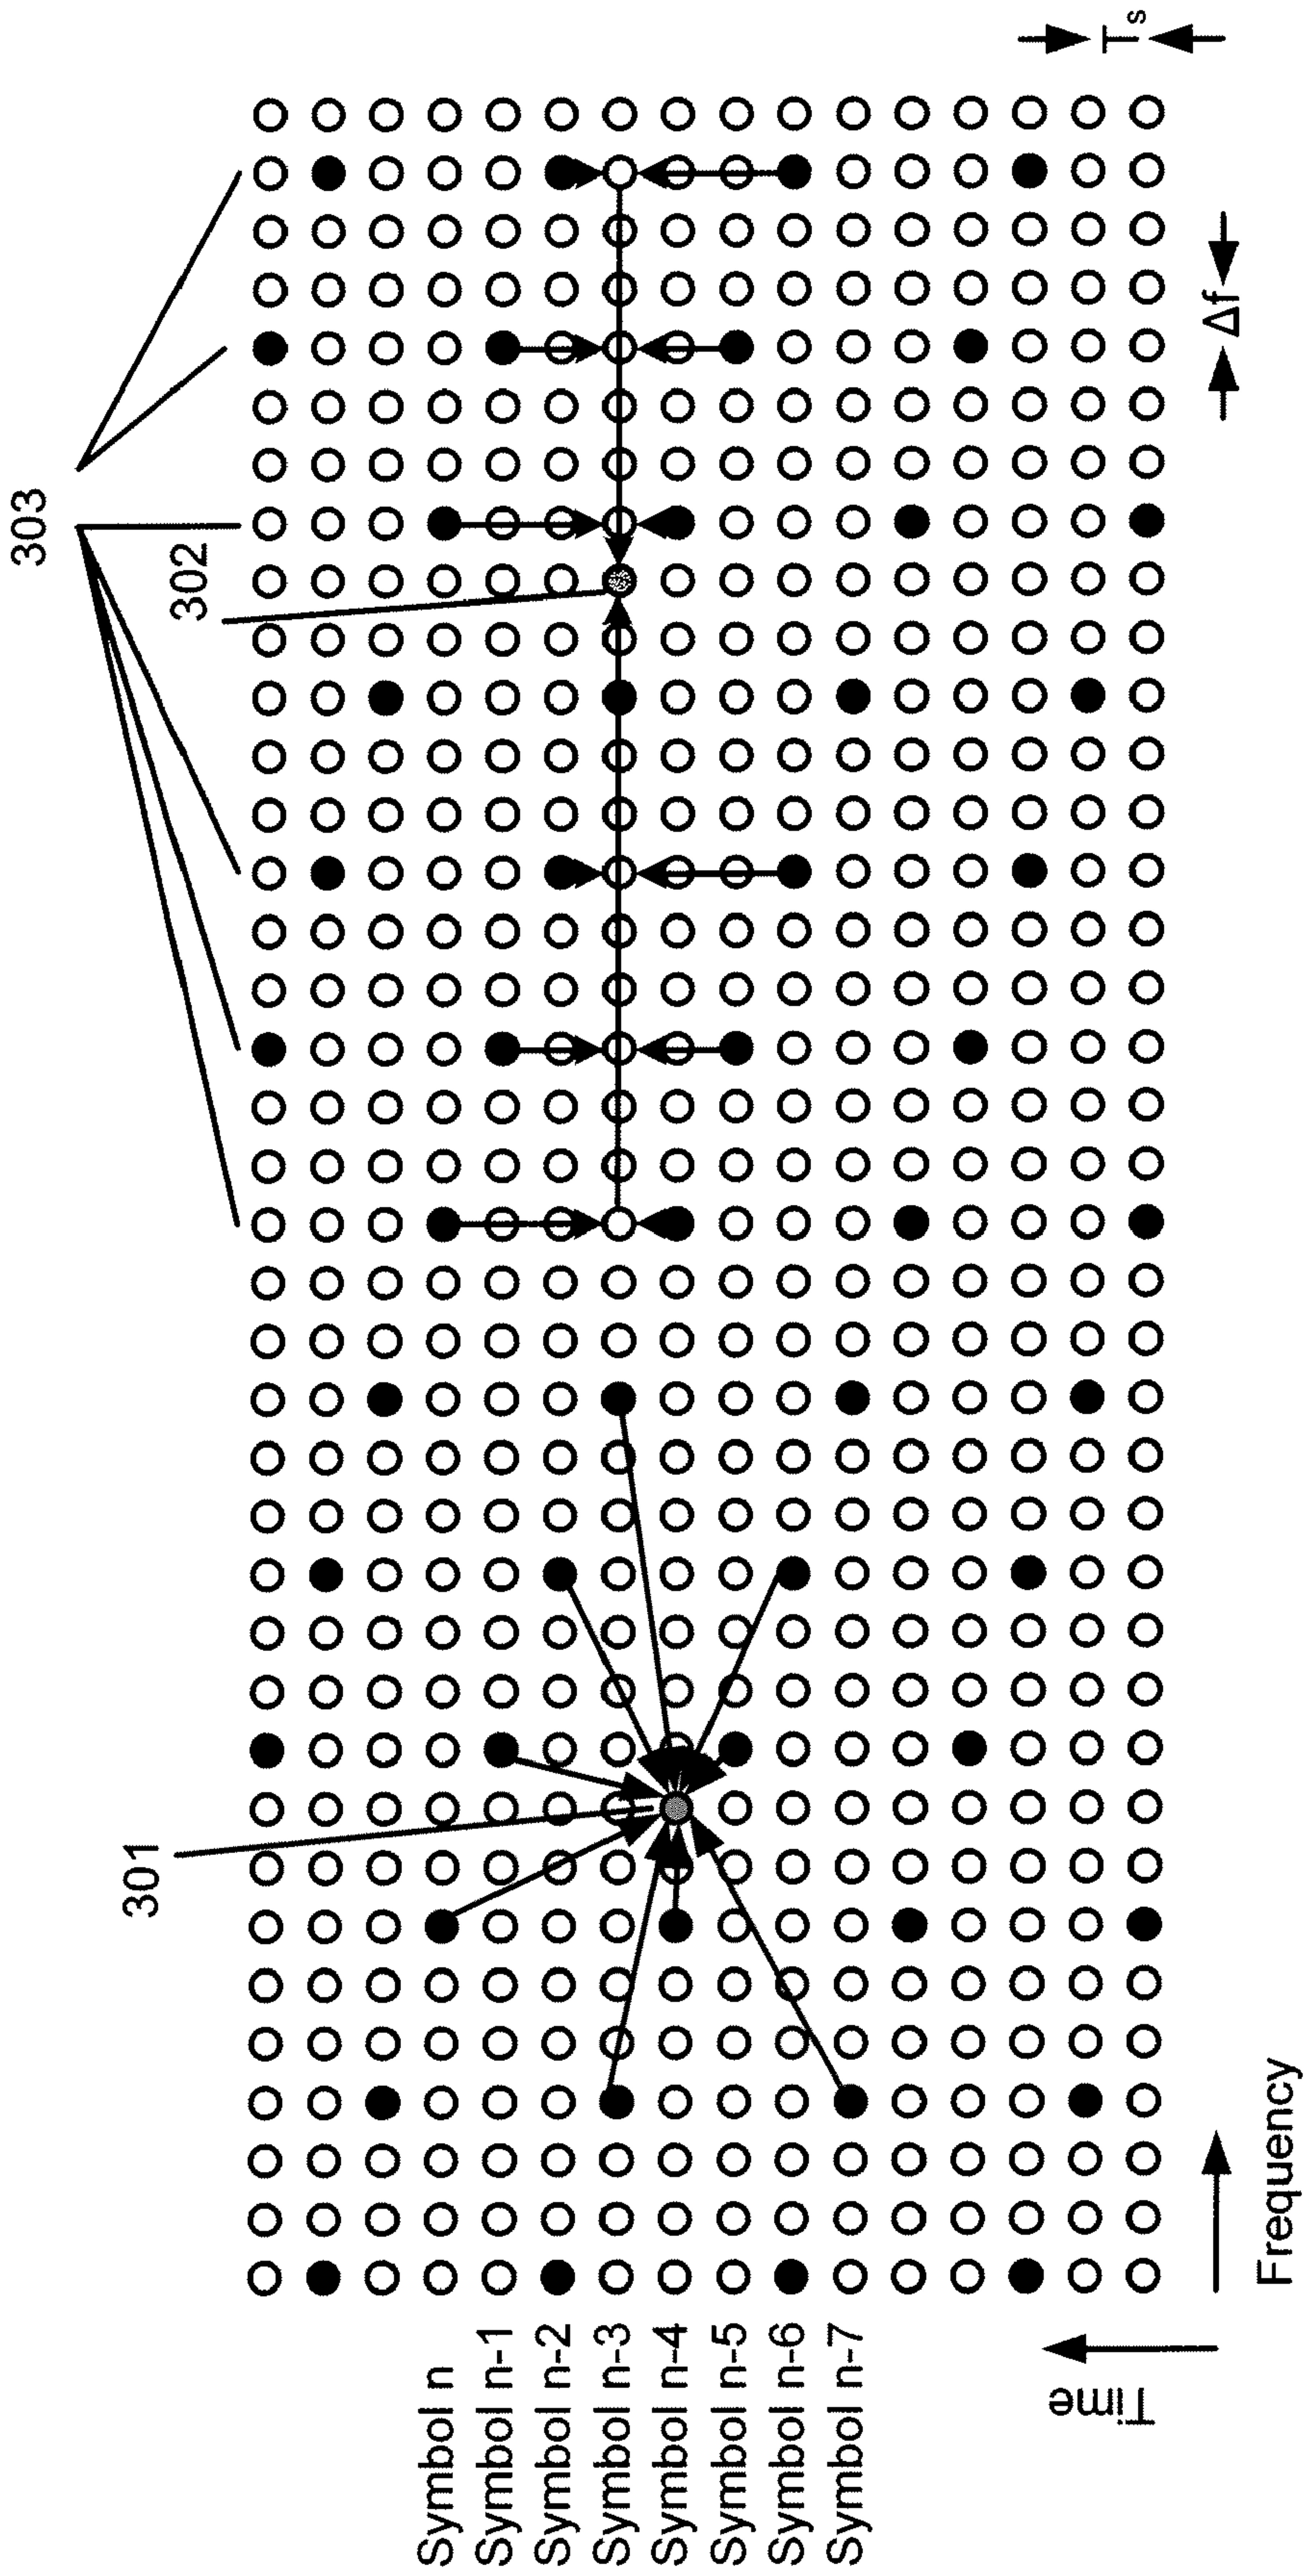 303
302
301
Symbol n
Symbol n-1
Symbol n-2
Symbol n-3
Symbol n-4
Symbol n-5
Symbol n-6
Symbol n-7
Time
Frequency
Δf
Ts